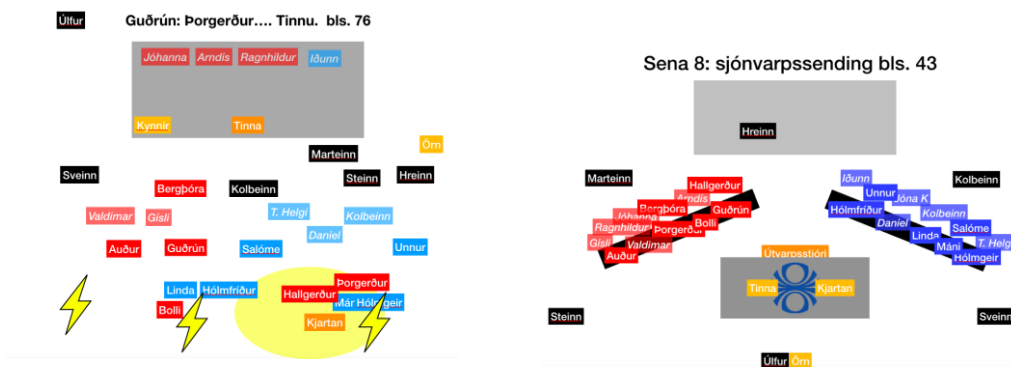 Úlfur
Guðrún: Þorgerður.... Tinnu. bls. 76
Jóhanna Arndís Ragnhildur Iðunn
Kynnir Tinna
Örn
Marteinn
Sveinn Steinn Hreinn
Bergþóra Kolbeinn
Valdimar Gísli T. Helgi Kolbeinn
Daníel
Auður Guðrún Salóme Unnur
Þorgerður
Linda Hólmfríður Hallgerður
Már Hólmgeir
Bolli
Kjartan
Sena 8: sjónvarpssending bls. 43
Hreinn
Marteinn Hallgerður
Arndís
Bergþóra Guðrún
Jóhanna Bolli
Ragnhildur Þorgerður
Gísli Valdimar
Auður
Iðunn Kolbeinn
Unnur Jóna K
Hólmfríður Kolbeinn
Daníel Salóme
Linda T. Helgi
Máni
Hólmgeir
Útvarpsstjóri
Tinna Kjartan
Steinn Sveinn
Úlfur Örn